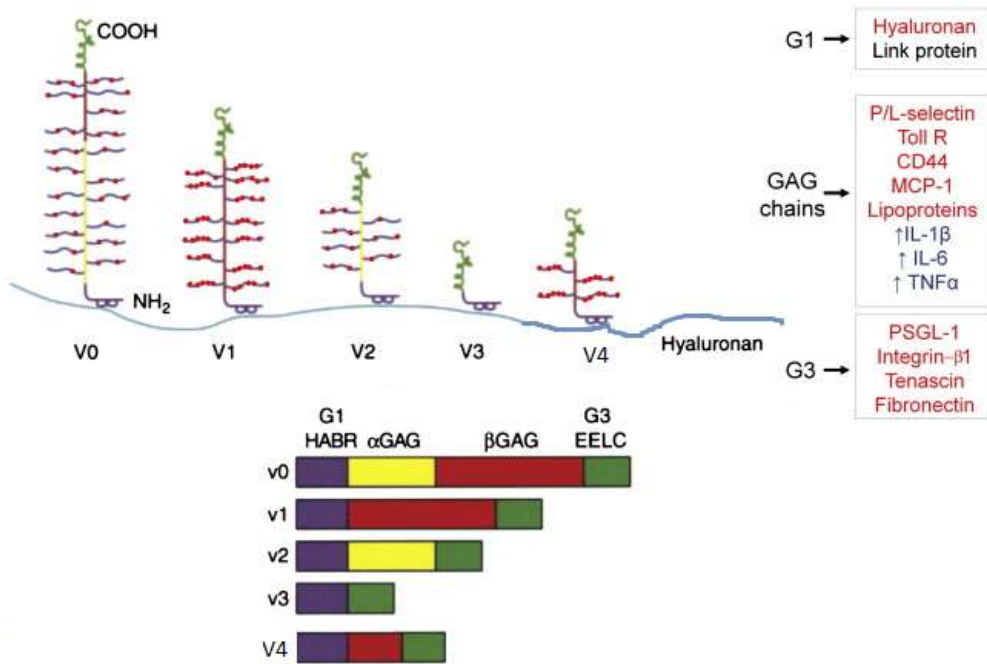 COOH
NH2
V0
V1
V2
V3
V4
Hyaluronan
G1
Hyaluronan
Link protein
GAG
chains
P/L-selectin
Toll R
CD44
MCP-1
Lipoproteins
↑IL-1β
↑ IL-6
↑ TNFα
G3
PSGL-1
Integrin-β1
Tenascin
Fibronectin
G1 G3
HABR αGAG βGAG EELC
v0
v1
v2
v3
V4